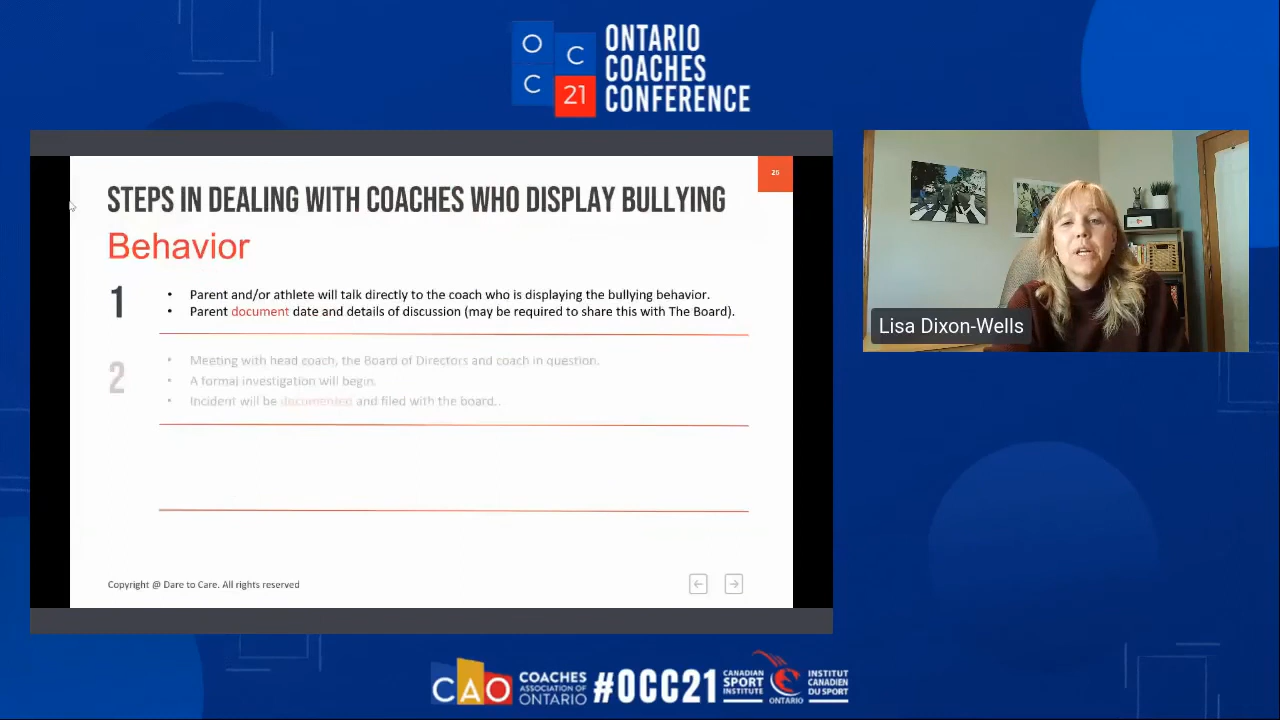 O
C
C
21
ONTARIO
COACHES
CONFERENCE
26
STEPS IN DEALING WITH COACHES WHO DISPLAY BULLYING
Behavior
1
• Parent and/or athlete will talk directly to the coach who is displaying the bullying behavior.
• Parent document date and details of discussion (may be required to share this with The Board).
2
• Meeting with head coach, the Board of Directors and coach in question.
• A formal investigation will begin.
• Incident will be documented and filed with the board..
Copyright @ Dare to Care. All rights reserved
Lisa Dixon-Wells
CAO
COACHES
ASSOCIATION OF
ONTARIO
#OCC21
CANADIAN
SPORT
INSTITUTE
ONTARIO
INSTITUT
CANADIEN
DU SPORT